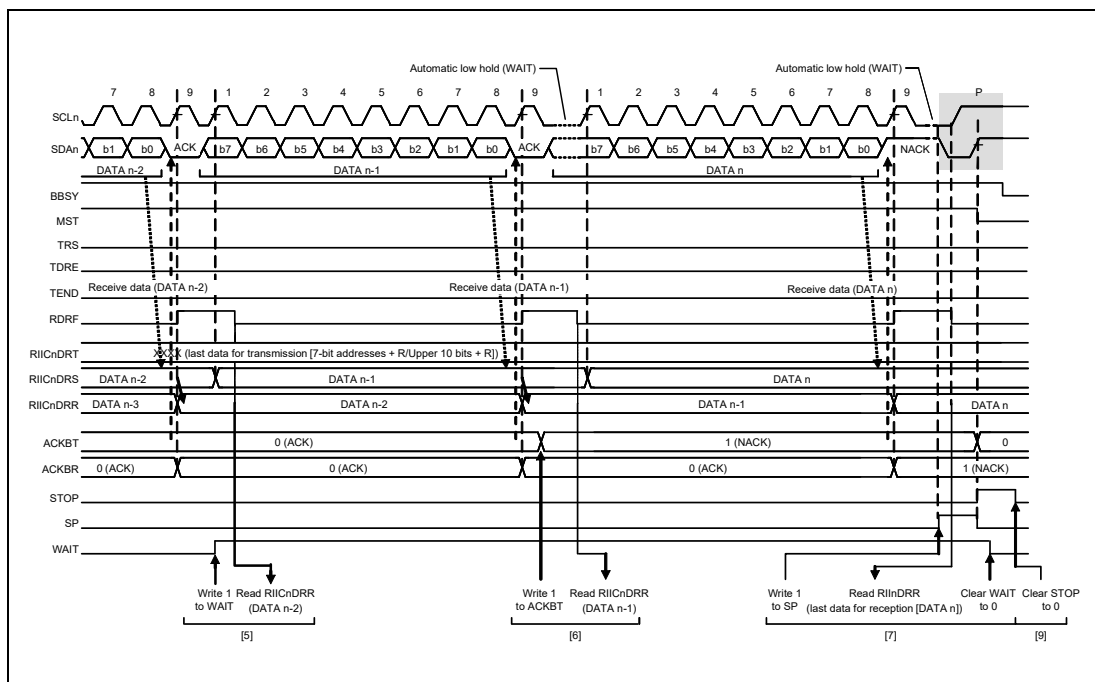 Automatic low hold (WAIT)
Automatic low hold (WAIT)
7 8 9 1 2 3 4 5 6 7 8 9 1 2 3 4 5 6 7 8 9 P
SCLn
SDAn b1 b0 ACK b7 b6 b5 b4 b3 b2 b1 b0 ACK b7 b6 b5 b4 b3 b2 b1 b0 NACK
DATA n-2 DATA n-1 DATA n
BBSY
MST
TRS
TDRE
Receive data (DATA n-2) Receive data (DATA n-1) Receive data (DATA n)
TEND
RDRF
RIICnDRT XXXX (last data for transmission [7-bit addresses + R/Upper 10 bits + R])
RIICnDRS DATA n-2 DATA n-1 DATA n
RIICnDRR DATA n-3 DATA n-2 DATA n-1 DATA n
ACKBT 0 (ACK) 1 (NACK) 0
ACKBR 0 (ACK) 0 (ACK) 0 (ACK) 1 (NACK)
STOP
SP
WAIT
Write 1 Read RIICnDRR Write 1 Read RIICnDRR Write 1 Read RIInDRR Clear WAIT Clear STOP
to WAIT (DATA n-2) to ACKBT (DATA n-1) to SP (last data for reception [DATA n]) to 0 to 0
[5] [6] [7] [9]